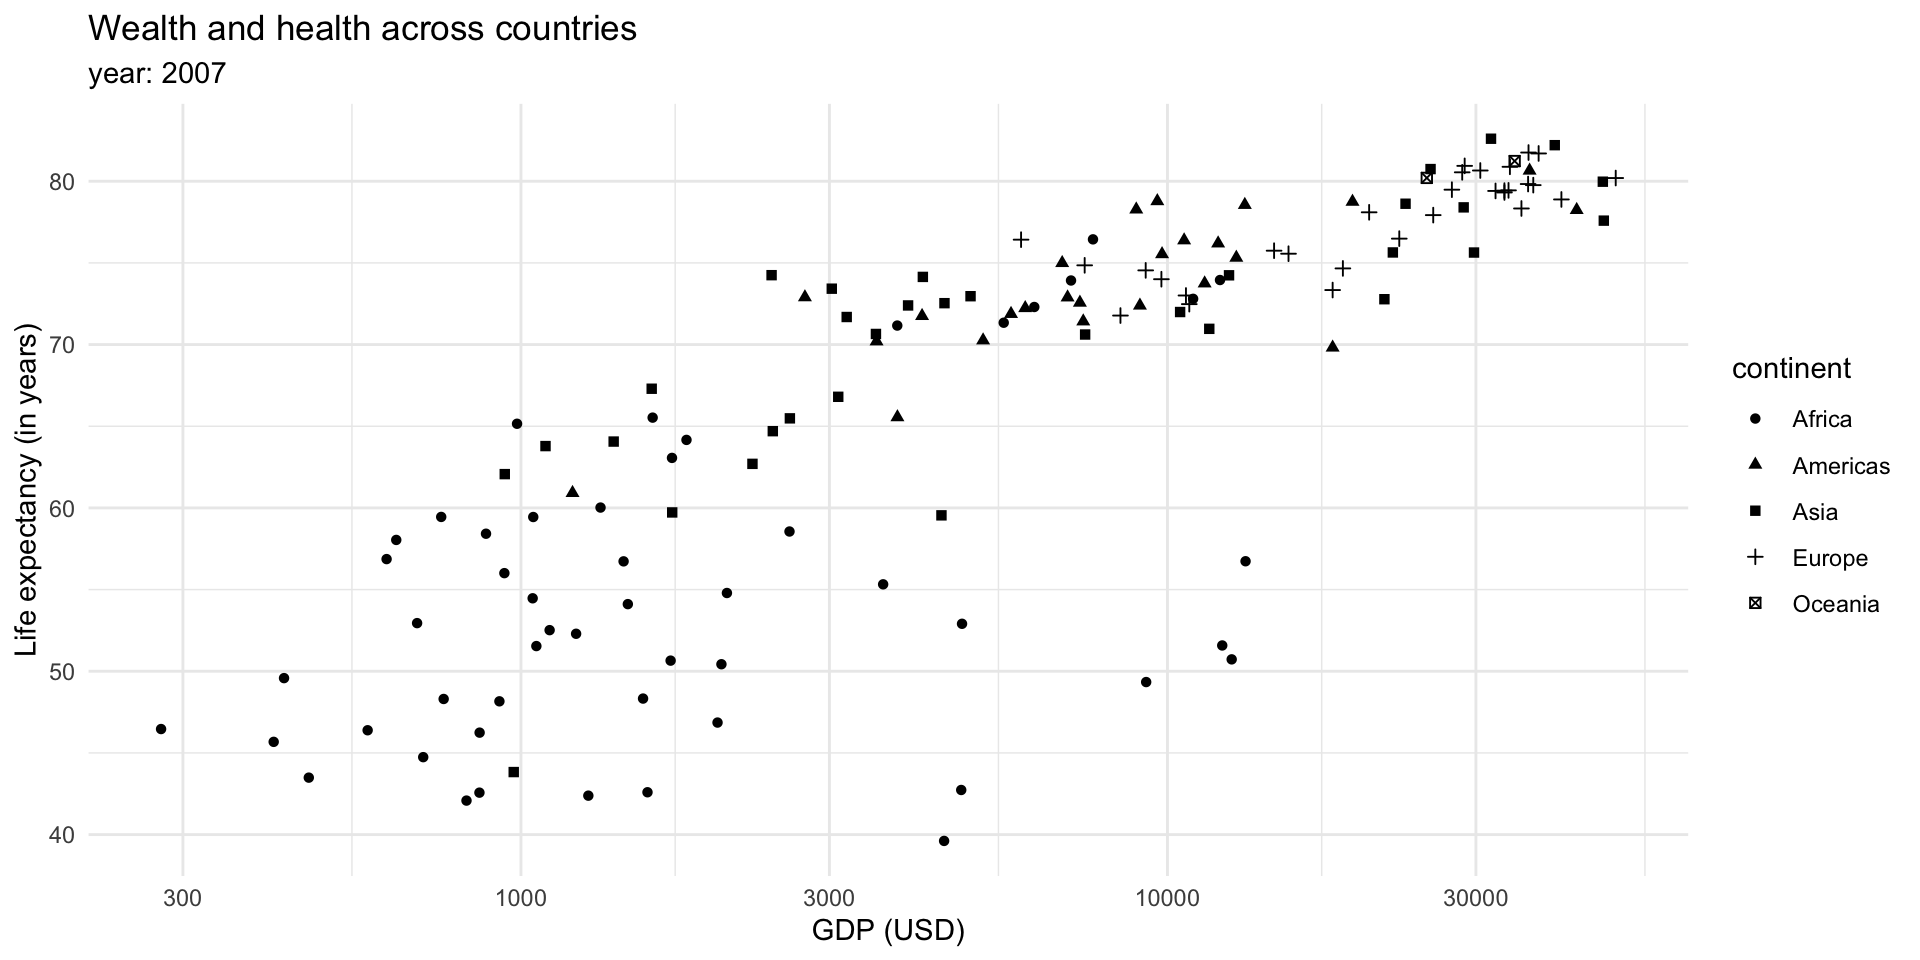 Wealth and health across countries
year: 2007
Life expectancy (in years)
80
70
60
50
40
300 1000 3000 10000 30000
GDP (USD)
continent
Africa
Americas
Asia
Europe
Oceania